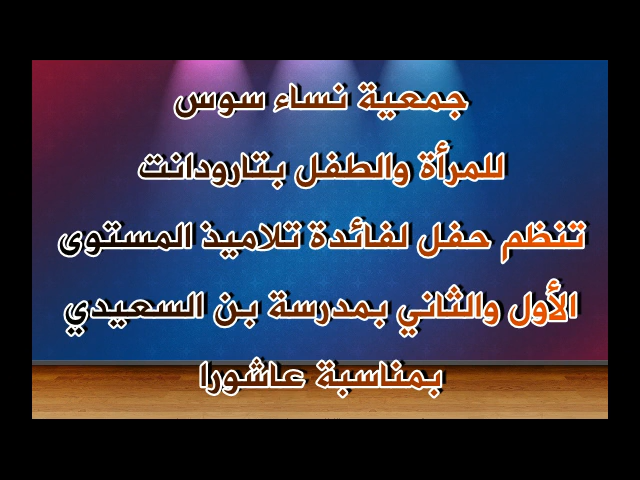 جمعية نساء سوس
للمرأة والطفل بتارودانت
تنظم حفل لفائدة تلاميذ المستوى
الأول والثاني بمدرسة بن السعيدي
بمناسبة عاشورا